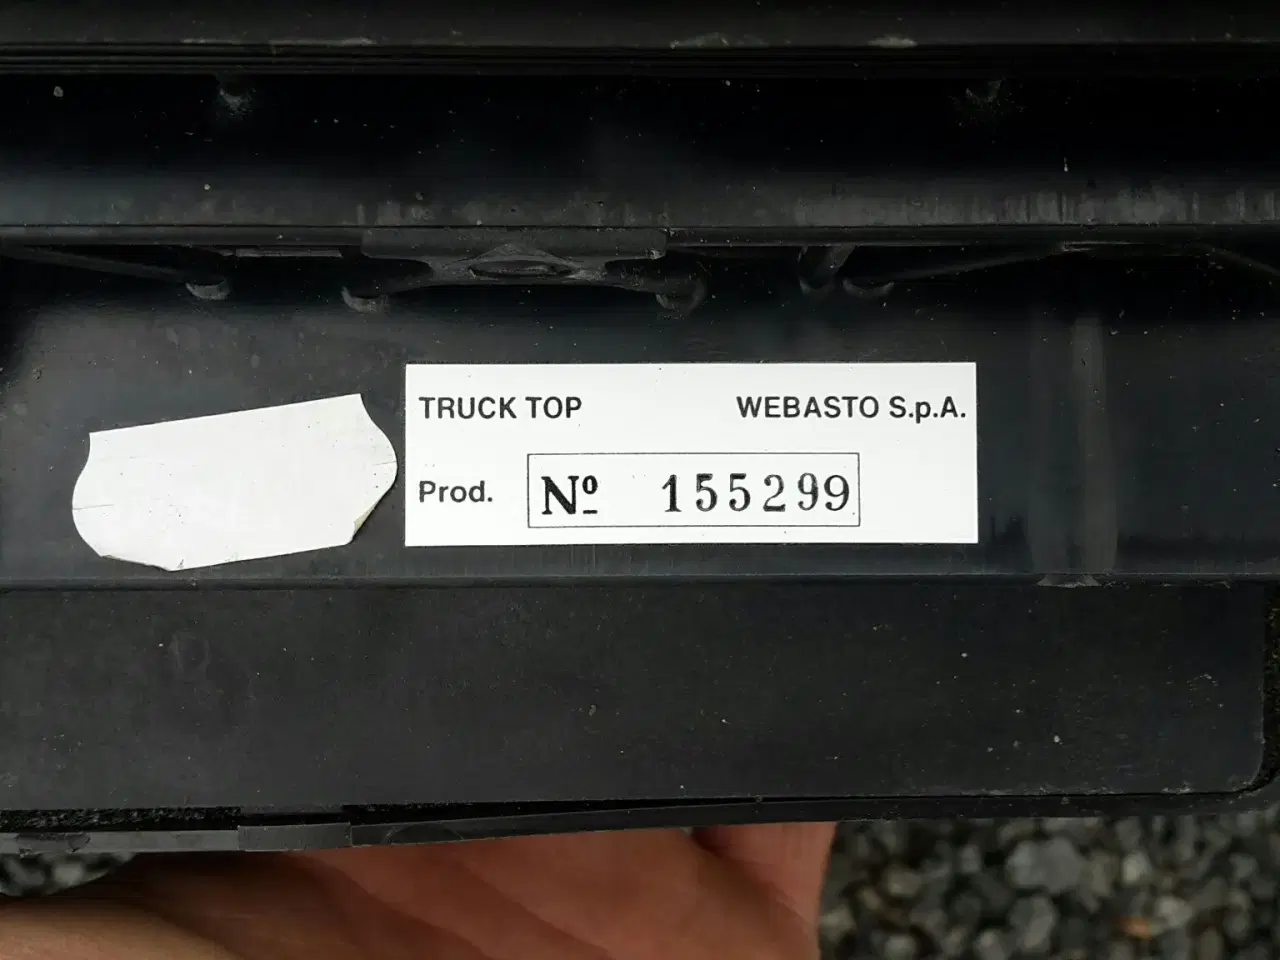 TRUCK TOP WEBASTO S.p.A.
Prod. Nº 155299